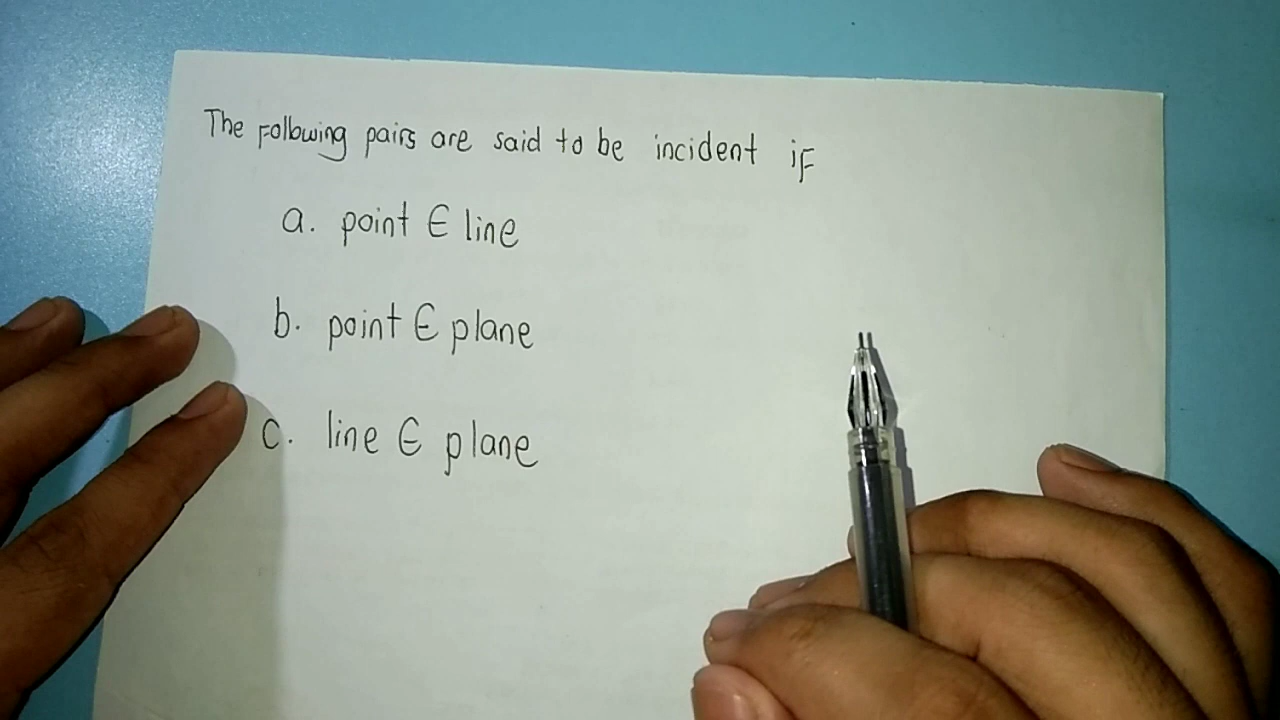 The following pairs are said to be incident if
a. point ∈ line
b. point ∈ plane
c. line ∈ plane